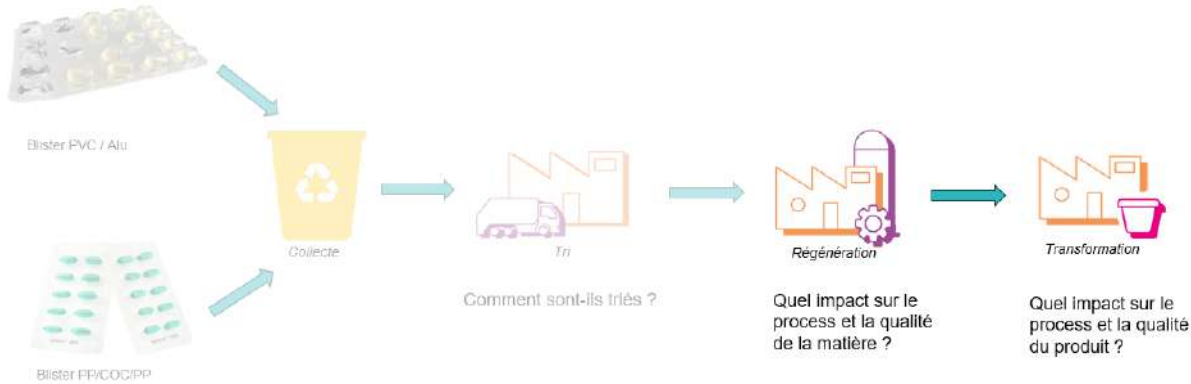 Blister PVC / Alu
Collecte
Tri
Régénération
Transformation
Comment sont-ils triés ?
Quel impact sur le
process et la qualité
de la matière ?
Quel impact sur le
process et la qualité
du produit ?
Blister PP/COC/PP